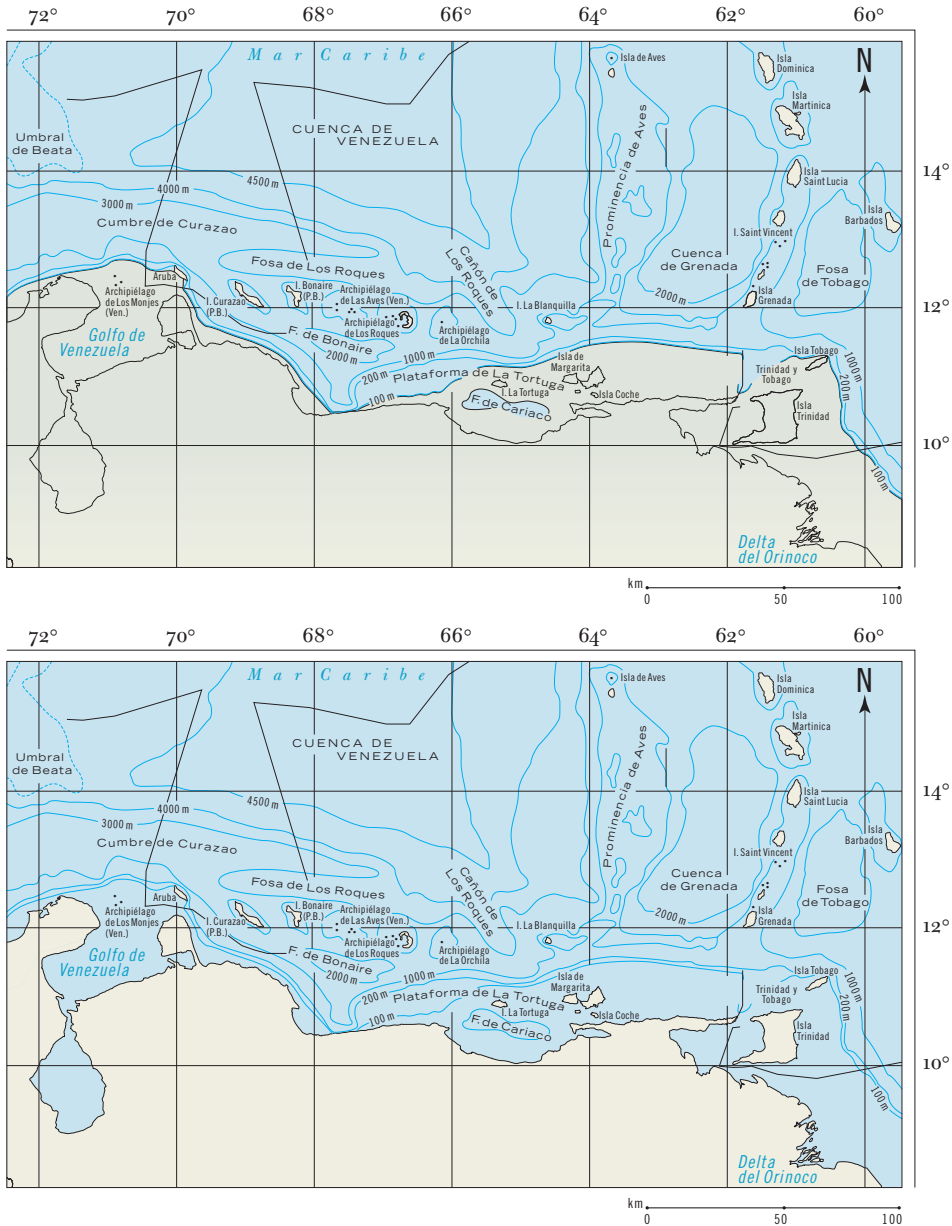 72° 70° 68° 66° 64° 62° 60°
Mar Caribe
Isla de Aves
Isla
Dominica
N
Isla
Martinica
Umbral
de Beata
CUENCA DE
VENEZUELA
Prominencia de Aves
14°
4500 m
4000 m
3000 m
Isla
Saint Lucia
Cumbre de Curazao
I. Saint Vincent
Isla
Barbados
Cañón de
Los Roques
Cuenca
de Grenada
Fosa de Los Roques
Fosa
de Tobago
Aruba
Archipiélago
de Los Monjes
(Ven.)
I. Curazao
(P.B.)
I. Bonaire
(P.B.)
Archipiélago
de Las Aves (Ven.)
2000 m
Isla
Grenada
12°
I. La Blanquilla
Archipiélago
de Los Roques
Archipiélago
de La Orchila
Golfo de
Venezuela
F. de Bonaire
2000 m
1000 m
200 m
100 m
Plataforma de La Tortuga
Isla de
Margarita
I. La Tortuga
Isla Coche
F. de Cariaco
Isla Tobago
Trinidad y
Tobago
Isla
Trinidad
1000 m
200 m
100 m
10°
Delta
del Orinoco
km
0 50 100
72° 70° 68° 66° 64° 62° 60°
Mar Caribe
Isla de Aves
Isla
Dominica
N
Isla
Martinica
Umbral
de Beata
CUENCA DE
VENEZUELA
Prominencia de Aves
14°
4500 m
4000 m
3000 m
Isla
Saint Lucia
Cumbre de Curazao
I. Saint Vincent
Isla
Barbados
Cañón de
Los Roques
Cuenca
de Grenada
Fosa de Los Roques
Fosa
de Tobago
Aruba
Archipiélago
de Los Monjes
(Ven.)
I. Curazao
(P.B.)
I. Bonaire
(P.B.)
Archipiélago
de Las Aves (Ven.)
2000 m
Isla
Grenada
12°
I. La Blanquilla
Archipiélago
de Los Roques
Archipiélago
de La Orchila
Golfo de
Venezuela
F. de Bonaire
2000 m
1000 m
200 m
100 m
Plataforma de La Tortuga
Isla de
Margarita
I. La Tortuga
Isla Coche
F. de Cariaco
Isla Tobago
Trinidad y
Tobago
Isla
Trinidad
1000 m
200 m
100 m
10°
Delta
del Orinoco
km
0 50 100